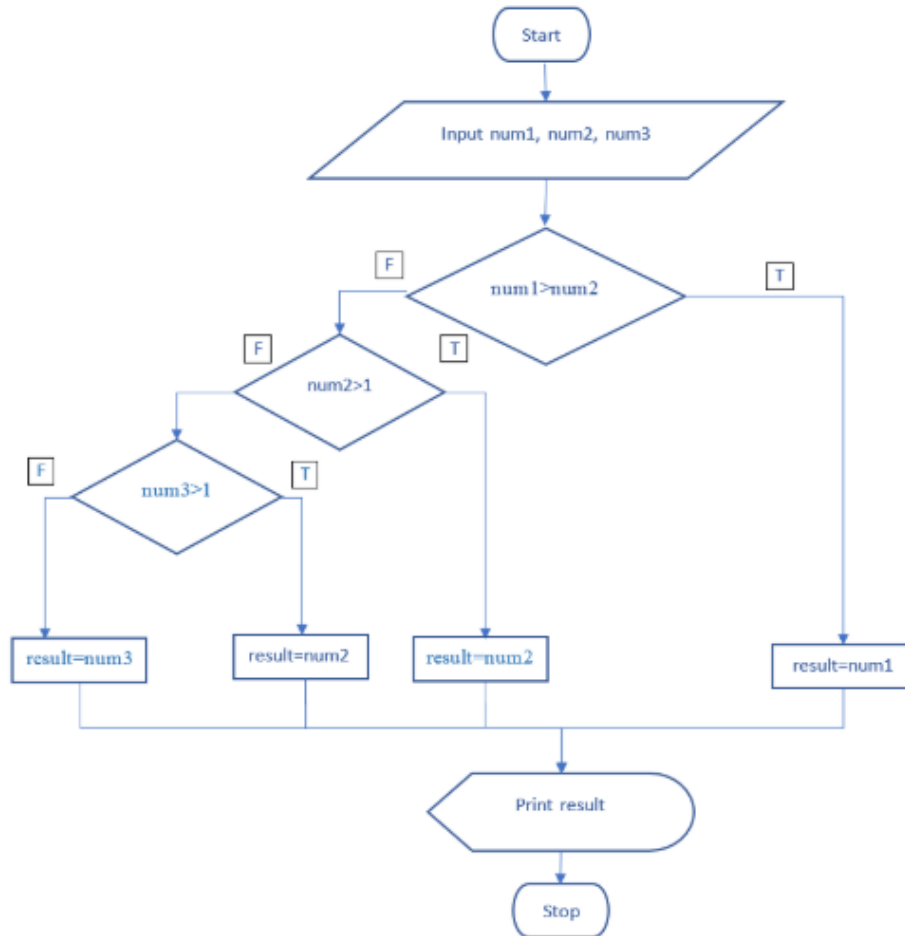 Start
Input num1, num2, num3
num1>num2
F
T
num2>1
F
T
num3>1
F
T
result=num3
result=num2
result=num2
result=num1
Print result
Stop